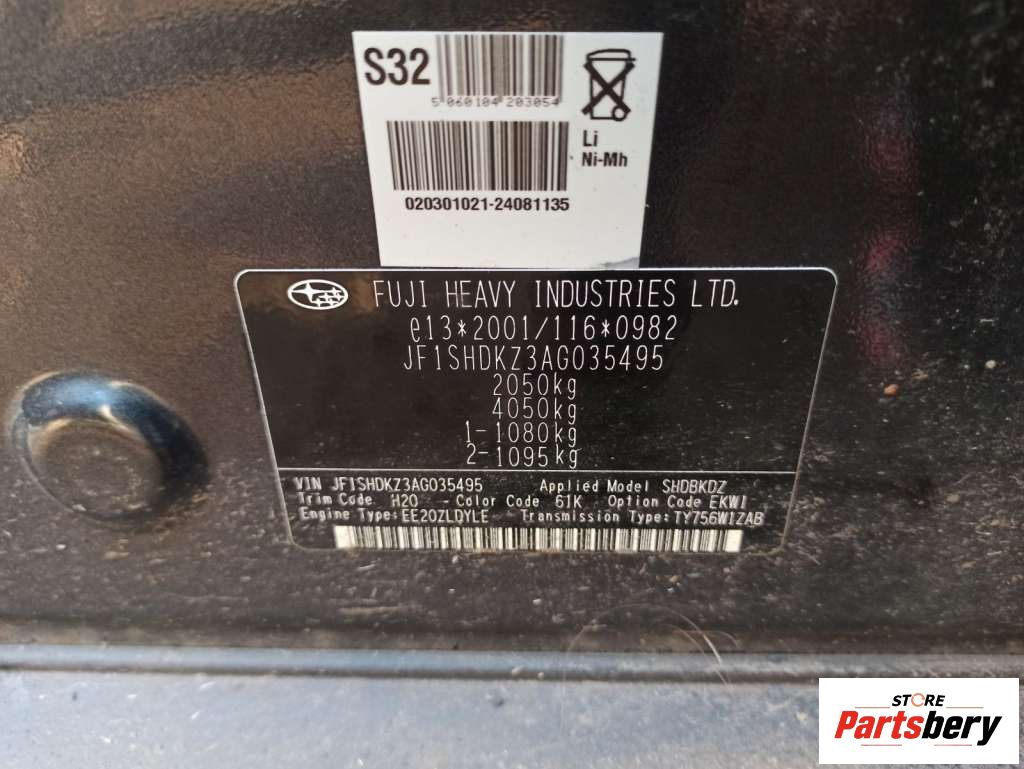 S32
5 060104 203054
Li
Ni-Mh
020301021-24081135
FUJI HEAVY INDUSTRIES LTD.
e13*2001/116*0982
JF1SHDKZ3AG035495
2050kg
4050kg
1-1080kg
2-1095kg
VIN JF1SHDKZ3AG035495 Applied Model SHDBKDZ
Trim Code H20 Color Code 61K Option Code EKWI
Engine Type: EE20ZLDYLE Transmission Type: TY756W1ZAB
STORE
Partsbery